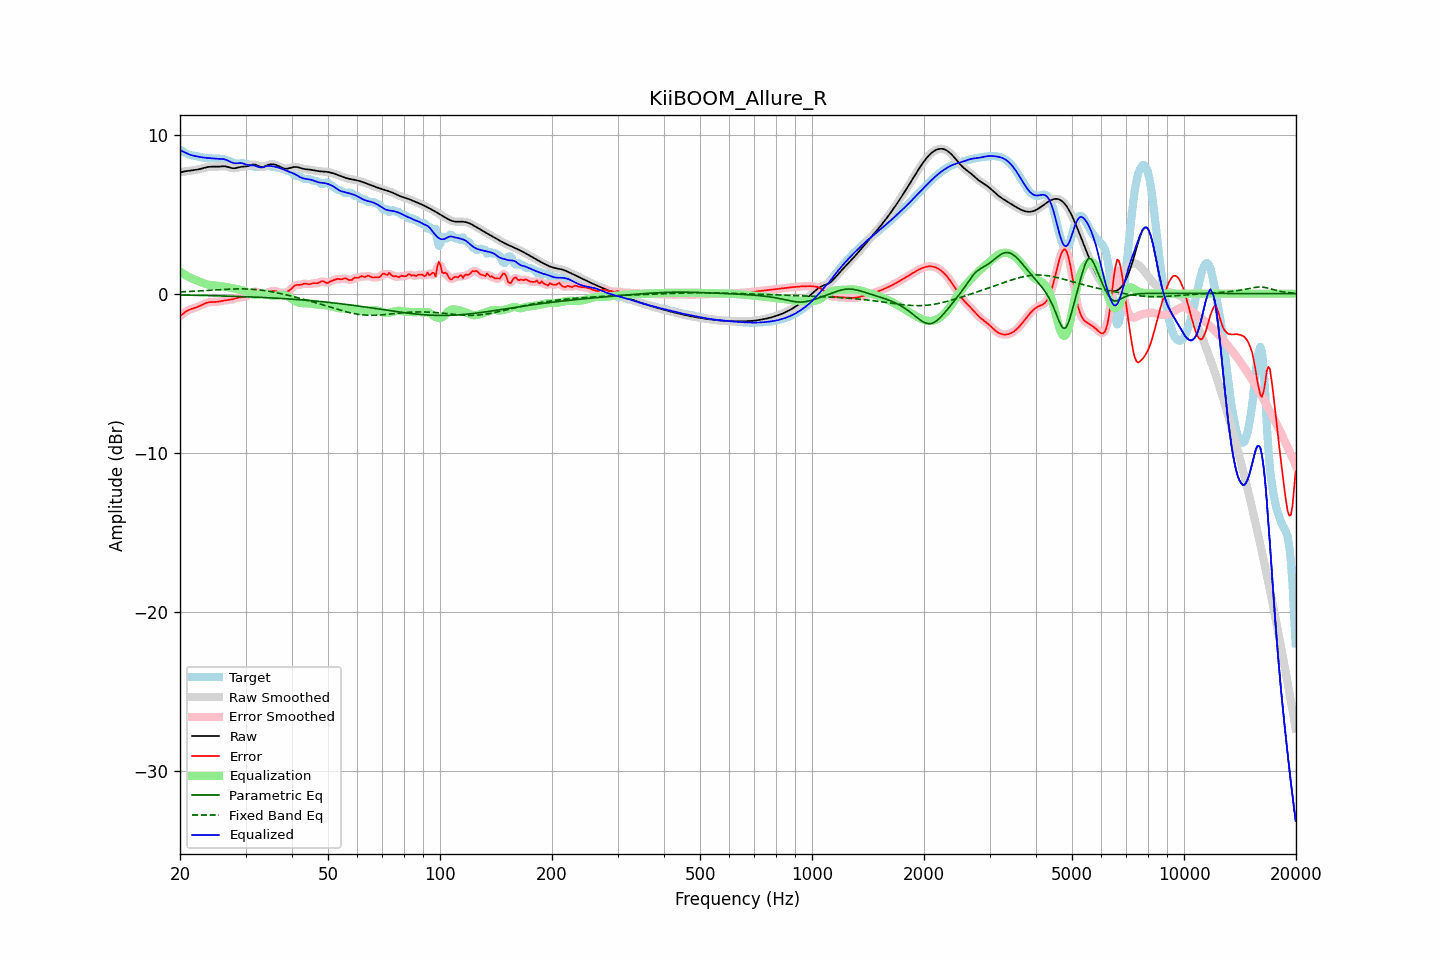 KiiBOOM_Allure_R
Amplitude (dBr)
10
0
−10
−20
−30
Target
Raw Smoothed
Error Smoothed
Raw
Error
Equalization
Parametric Eq
Fixed Band Eq
Equalized
20 50 100 200 500 1000 2000 5000 10000 20000
Frequency (Hz)